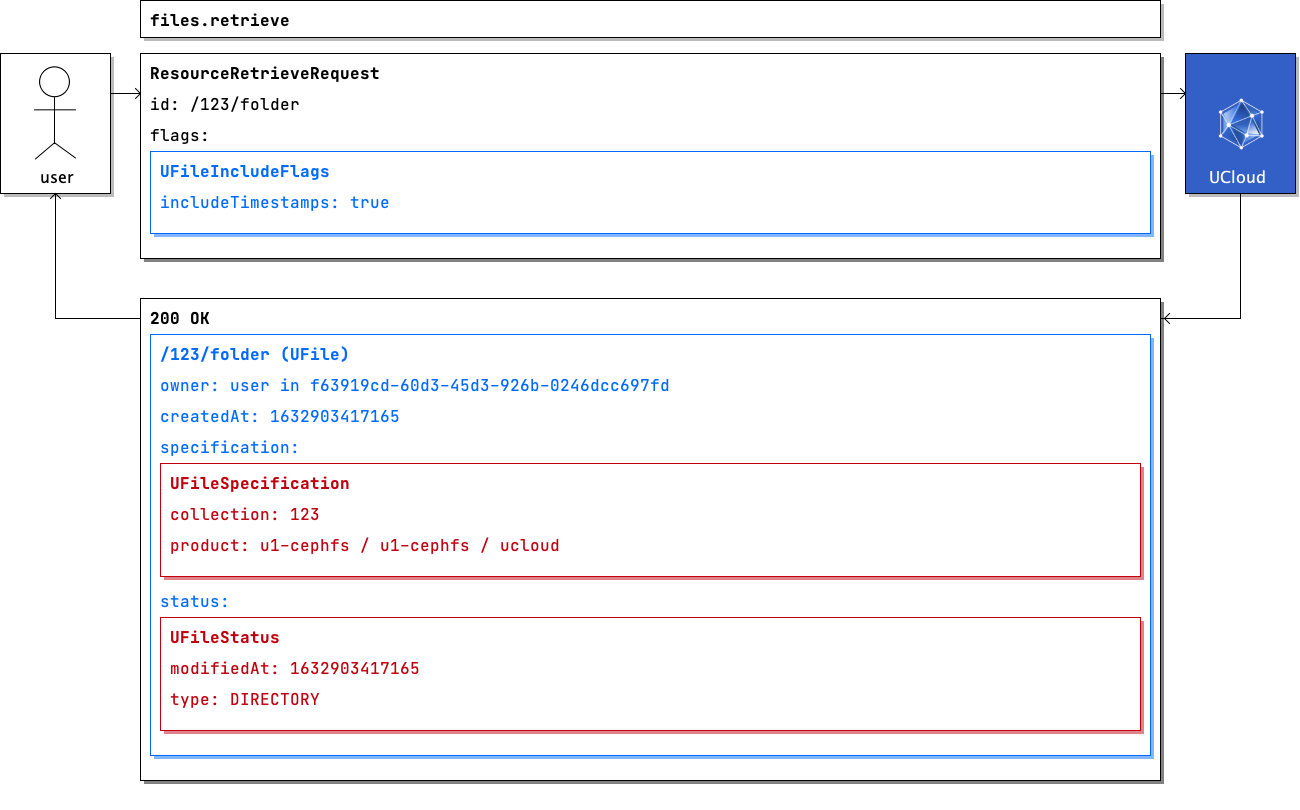 files.retrieve
ResourceRetrieveRequest
id: /123/folder
flags:
UFileIncludeFlags
includeTimestamps: true
user
UCloud
200 OK
/123/folder (UFile)
owner: user in f63919cd-60d3-45d3-926b-0246dcc697fd
createdAt: 1632903417165
specification:
UFileSpecification
collection: 123
product: u1-cephfs / u1-cephfs / ucloud
status:
UFileStatus
modifiedAt: 1632903417165
type: DIRECTORY